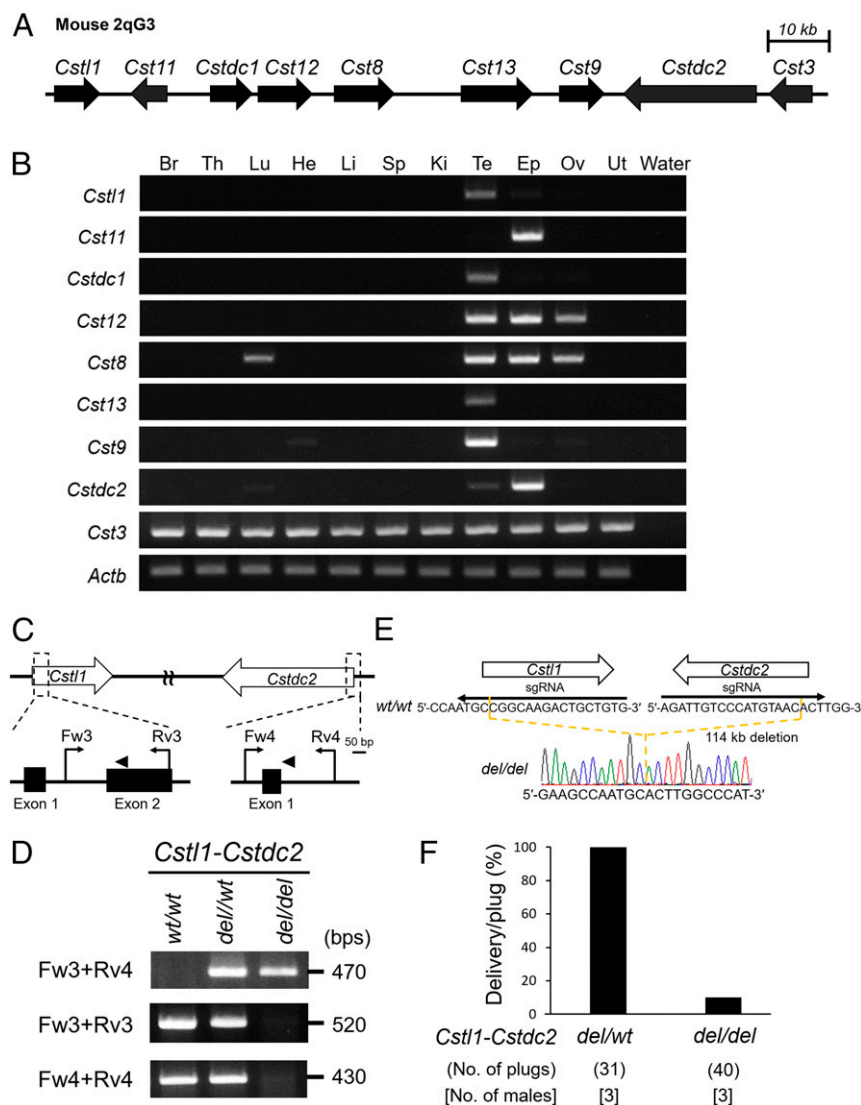 A
Mouse 2qG3
10 kb
Cstl1 Cst11 Cstdc1 Cst12 Cst8 Cst13 Cst9 Cstdc2 Cst3
B
Br Th Lu He Li Sp Ki Te Ep Ov Ut Water
Cstl1
Cst11
Cstdc1
Cst12
Cst8
Cst13
Cst9
Cstdc2
Cst3
Actb
C
Cstl1 Cstdc2
Fw3 Rv3 Fw4 Rv4
50 bp
Exon 1 Exon 2 Exon 1
D
Cstl1-Cstdc2
wt/wt del//wt del/del (bps)
Fw3+Rv4 470
Fw3+Rv3 520
Fw4+Rv4 430
E
Cstl1 Cstdc2
sgRNA sgRNA
wt/wt 5'-CCAATGCCGGCAAGACTGCTGTG-3' 5'-AGATTGTCCCATGTAACACTTGG-3
114 kb deletion
del/del
5'-GAAGCCAATGCACTTGGCCCAT-3'
F
Delivery/plug (%)
100
80
60
40
20
0
Cstl1-Cstdc2 del/wt del/del
(No. of plugs) (31) (40)
[No. of males] [3] [3]